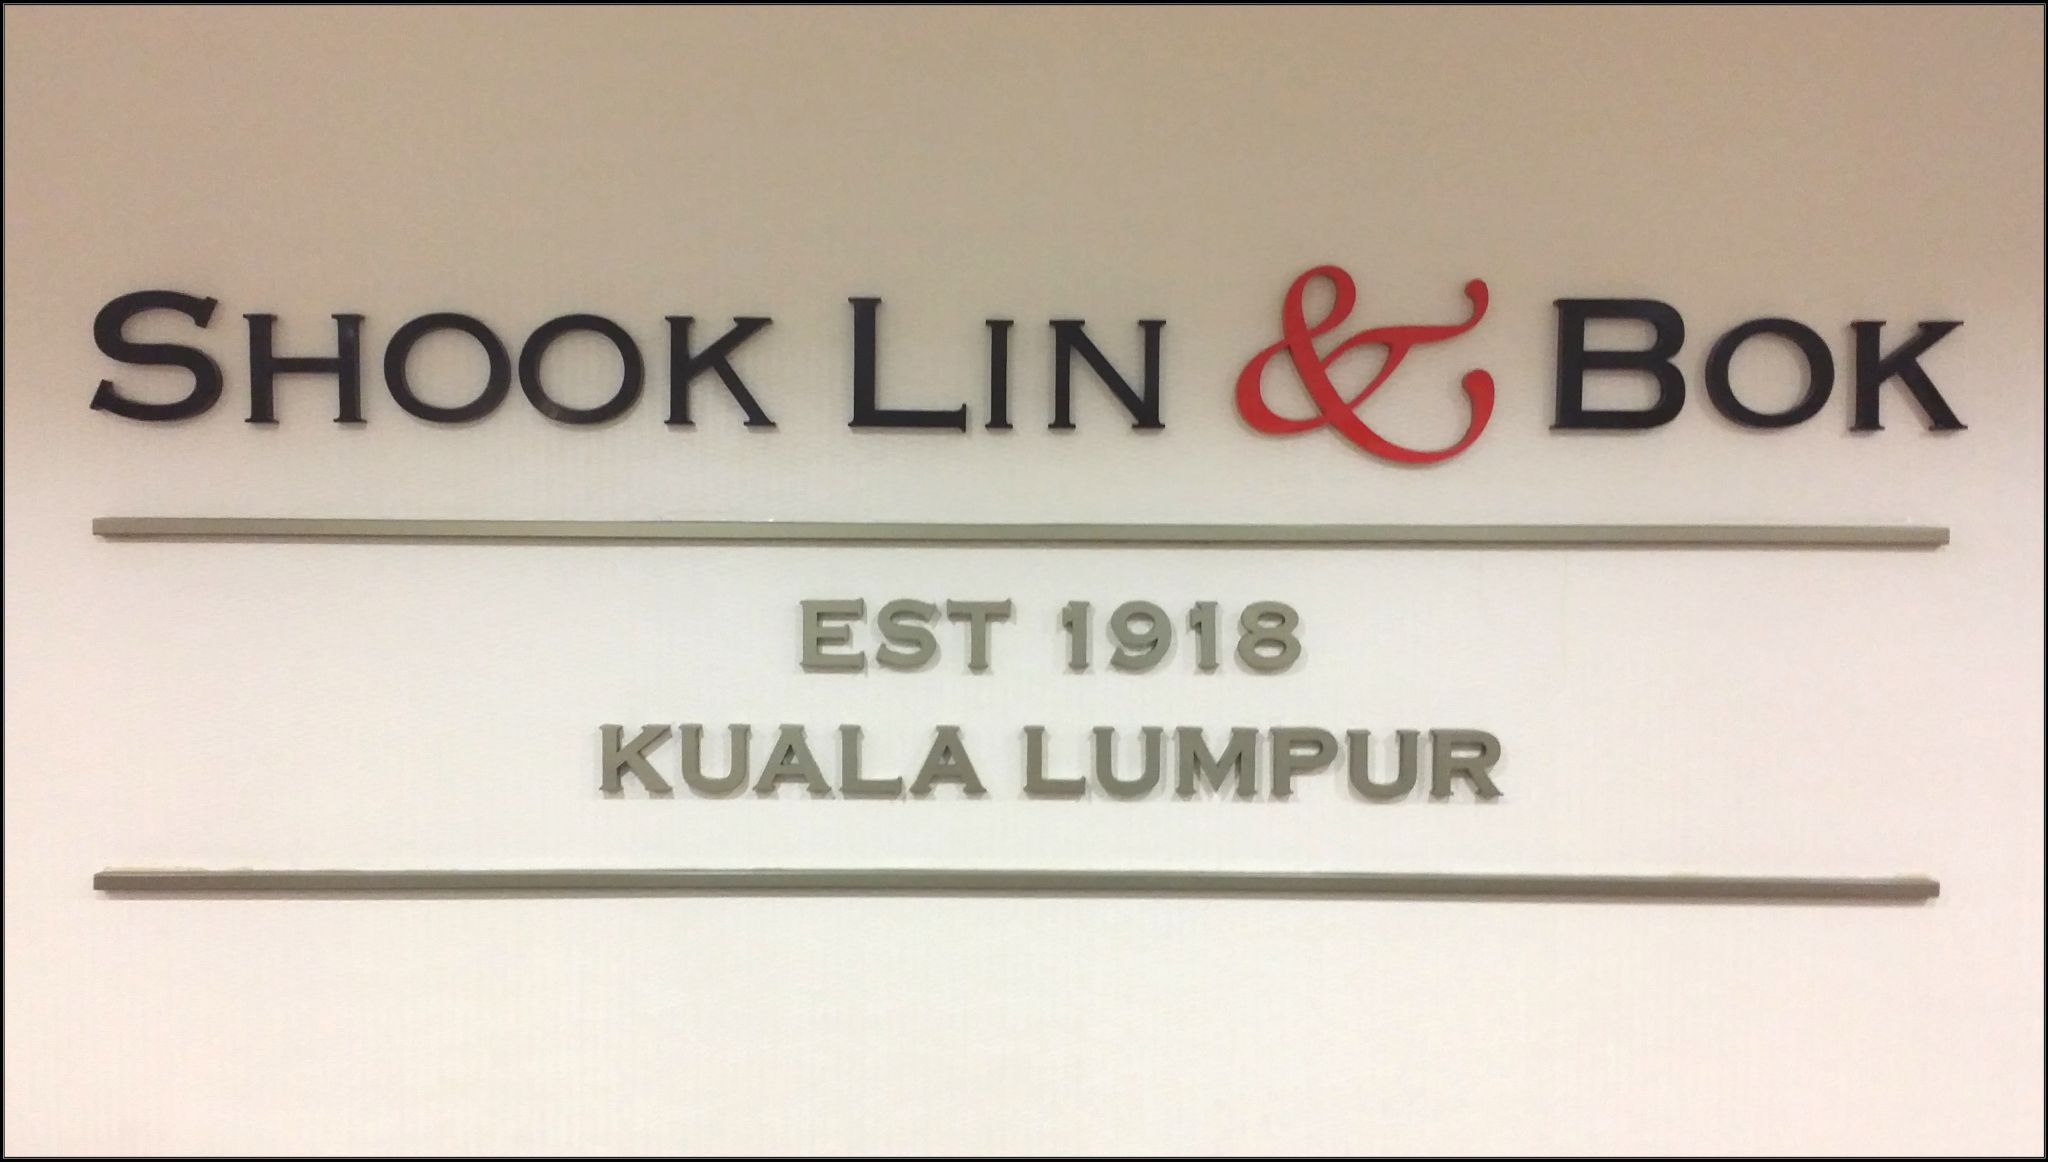 SHOOK LIN & BOK
EST 1918
KUALA LUMPUR